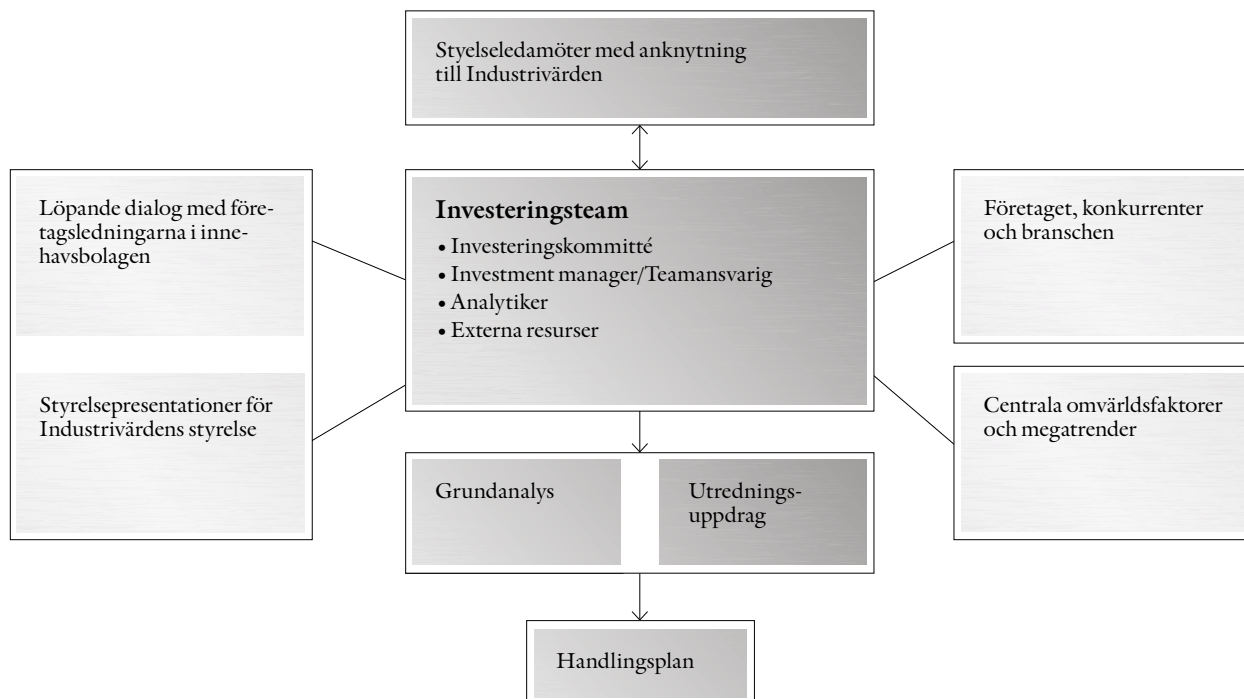 Styelseledamöter med anknytning
till Industrivärden
Löpande dialog med före-
tagsledningarna i inne-
havsbolagen
Investeringsteam
• Investeringskommitté
• Investment manager/Teamansvarig
• Analytiker
• Externa resurser
Företaget, konkurrenter
och branschen
Styrelsepresentationer för
Industrivärdens styrelse
Centrala omvärldsfaktorer
och megatrender
Grundanalys
Utrednings-
uppdrag
Handlingsplan